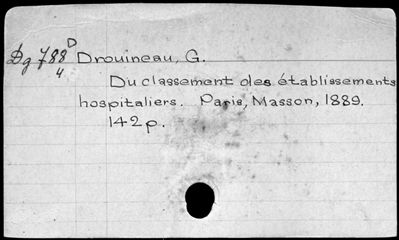 Dg 788 D Drouineau, G.
4
Du classement des établissements
hospitaliers. Paris, Masson, 1889.
142 p.